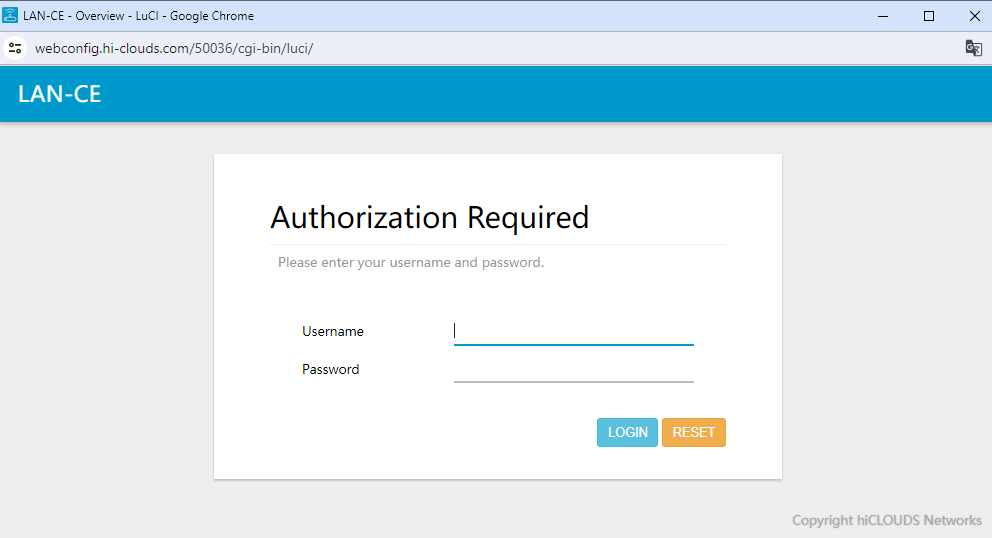 LAN-CE - Overview - LuCI - Google Chrome
webconfig.hi-clouds.com/50036/cgi-bin/luci/
LAN-CE
Authorization Required
Please enter your username and password.
Username
Password
LOGIN RESET
Copyright hiCLOUDS Networks